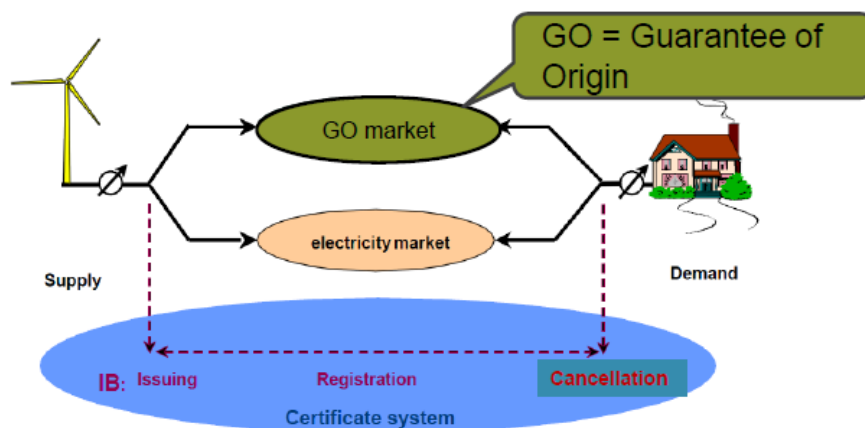 GO = Guarantee of
Origin
GO market
electricity market
Supply
Demand
IB: Issuing Registration Cancellation
Certificate system